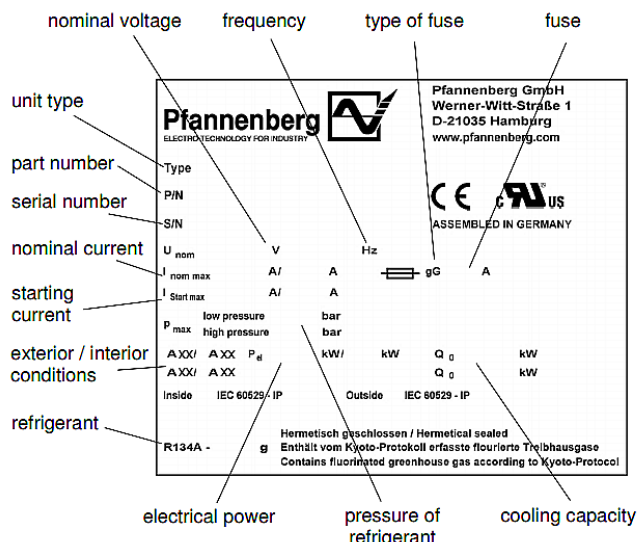 nominal voltage frequency type of fuse fuse
unit type
part number
serial number
nominal current
starting
current
exterior / interior
conditions
refrigerant
Pfannenberg
ELECTRO TECHNOLOGY FOR INDUSTRY
Pfannenberg GmbH
Werner-Witt-Straße 1
D-21035 Hamburg
www.pfannenberg.com
Type
P/N
S/N
CE c RU ® US
ASSEMBLED IN GERMANY
U nom V Hz
I nom max A/ A gG A
I Start max A/ A
p max low pressure bar
high pressure bar
AXX/ AXX Pel kW/ kW Q 0 kW
AXX/ AXX Q 0 kW
Inside IEC 60529 - IP Outside IEC 60529 - IP
R134A - g
Hermetisch gaschlossen / Hermetical sealed
Enthält vom Kyoto-Protokoll erfasste flourierte Treibhausgase
Contains fluorinated greenhouse gas according to Kyoto-Protocol
electrical power pressure of
refrigerant cooling capacity